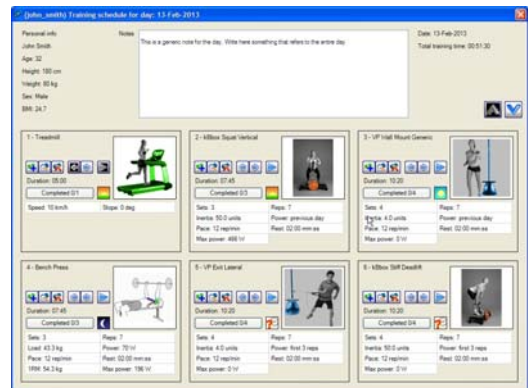 (john_smith) Training schedule for day: 13-Feb-2013
Personal info:
John Smith
Age: 32
Height: 180 cm
Weight: 80 kg
Sex: Male
BMI: 24,7
Notes
This is a generic note for the day. Write here something that refers to the entire day
Date: 13-Feb-2013
Total training time: 00:51:30
1 - Treadmill
Duration: 05:00
Completed 0/1
Speed: 10 km/h Slope: 0 deg
2 - kBox Squat Vertical
Duration: 07:45
Completed 0/3
Sets: 3 Reps: 7
Inertia: 50.0 units Power: previous day
Pace: 12 rep/min Rest: 02:00 mm:ss
Max power: 466 W
3 - VP Wall Mount Generic
Duration: 10:20
Completed 0/4
Sets: 4 Reps: 7
Inertia: 4.0 units Power: previous day
Pace: 12 rep/min Rest: 02:00 mm:ss
Max power: 0 W
4 - Bench Press
Duration: 07:45
Completed 0/3
Sets: 3 Reps: 7
Load: 43.3 kg Power: 70 W
Pace: 12 rep/min Rest: 02:00 mm:ss
1RM: 54.3 kg Max power: 196 W
5 - VP Exit Lateral
Duration: 10:20
Completed 0/4
Sets: 4 Reps: 7
Inertia: 4.0 units Power: first 3 reps
Pace: 12 rep/min Rest: 02:00 mm:ss
Max power: 0 W
6 - kBox Stiff Deadlift
Duration: 10:20
Completed 0/4
Sets: 4 Reps: 7
Inertia: 50.0 units Power: first 3 reps
Pace: 12 rep/min Rest: 02:00 mm:ss
Max power: 0 W